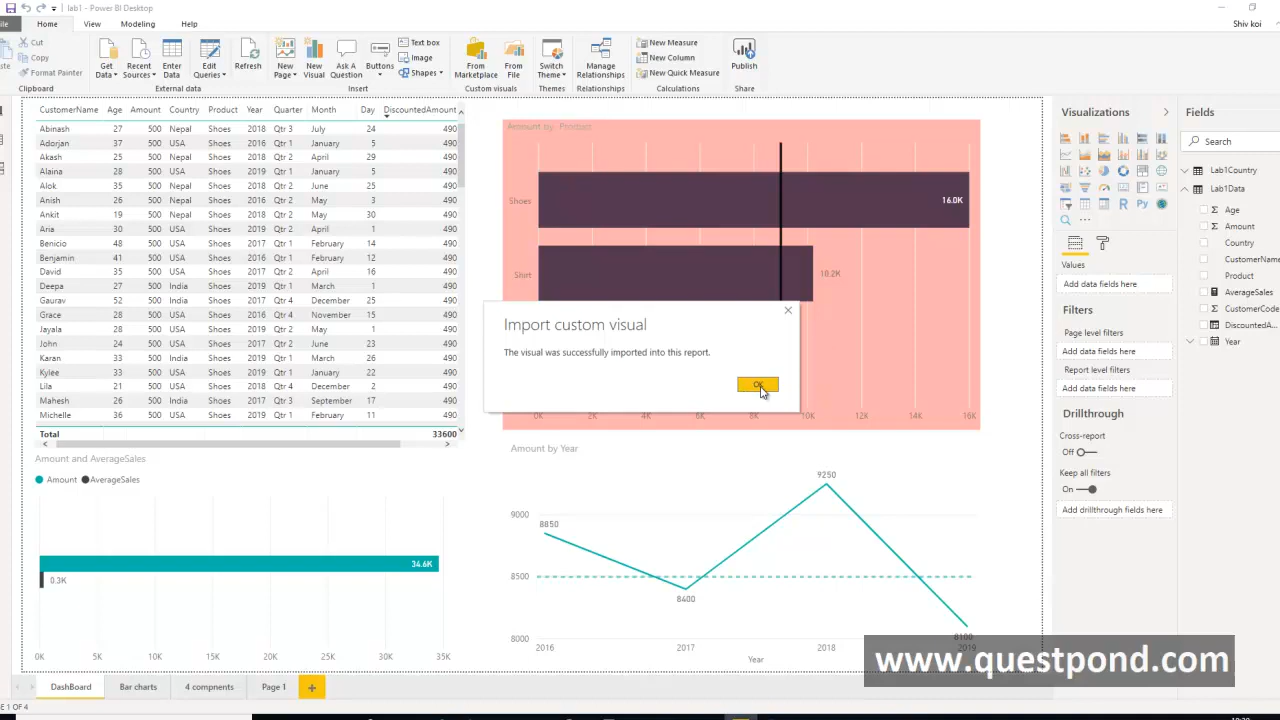 lab1 - Power BI Desktop
Home View Modeling Help Shiv koi
Cut
Copy
Format Painter
Clipboard
Get Data
Recent Sources
Enter Data
Edit Queries
Refresh
External data
New Page
New Visual
Ask A Question
Buttons
Text box
Image
Shapes
Insert
From Marketplace
From File
Custom visuals
Switch Theme
Themes
Manage Relationships
Relationships
New Measure
New Column
New Quick Measure
Calculations
Publish
Share
CustomerName Age Amount Country Product Year Quarter Month Day DiscountedAmount
Abinash 27 500 Nepal Shoes 2018 Qtr 3 July 24 490
Adorjan 37 500 USA Shoes 2016 Qtr 1 January 5 490
Akash 25 500 Nepal Shoes 2018 Qtr 2 April 29 490
Alaina 28 500 USA Shoes 2018 Qtr 1 January 5 490
Alok 35 500 Nepal Shoes 2018 Qtr 2 June 25 490
Anish 26 500 Nepal Shoes 2016 Qtr 2 May 3 490
Ankit 19 500 Nepal Shoes 2018 Qtr 2 May 30 490
Aria 30 500 USA Shoes 2019 Qtr 2 April 1 490
Benicio 48 500 USA Shoes 2017 Qtr 1 February 14 490
Benjamin 41 500 USA Shoes 2016 Qtr 1 February 12 490
David 35 500 USA Shoes 2017 Qtr 2 April 16 490
Deepa 27 500 India Shoes 2019 Qtr 1 March 1 490
Gaurav 52 500 India Shoes 2017 Qtr 4 December 25 490
Grace 28 500 USA Shoes 2016 Qtr 4 November 15 490
Jayala 28 500 USA Shoes 2019 Qtr 2 May 1 490
John 24 500 USA Shoes 2017 Qtr 2 June 23 490
Karan 33 500 India Shoes 2019 Qtr 1 March 26 490
Kylee 33 500 USA Shoes 2019 Qtr 1 January 22 490
Lila 21 500 USA Shoes 2018 Qtr 4 December 2 490
Mahesh 26 500 India Shoes 2017 Qtr 3 September 17 490
Michelle 36 500 USA Shoes 2019 Qtr 1 February 11 490
Total 33600
Amount by Product
Shoes 16.0K
Shirt 10.2K
0K 2K 4K 6K 8K 10K 12K 14K 16K
Import custom visual
The visual was successfully imported into this report.
OK
Amount and AverageSales
Amount AverageSales
34.6K
0.3K
0K 5K 10K 15K 20K 25K 30K 35K
Amount by Year
9250
9000
8850
8500
8400
8000
8100
2016 2017 2018 2019
Year
Visualizations
Values
Add data fields here
Filters
Page level filters
Add data fields here
Report level filters
Add data fields here
Drillthrough
Cross-report
Off
Keep all filters
On
Add drillthrough fields here
Fields
Search
Lab1Country
Lab1Data
Age
Amount
Country
CustomerName
Product
AverageSales
CustomerCode
DiscountedA...
Year
www.questpond.com
DashBoard Bar charts 4 compnents Page 1
E 1 OF 4